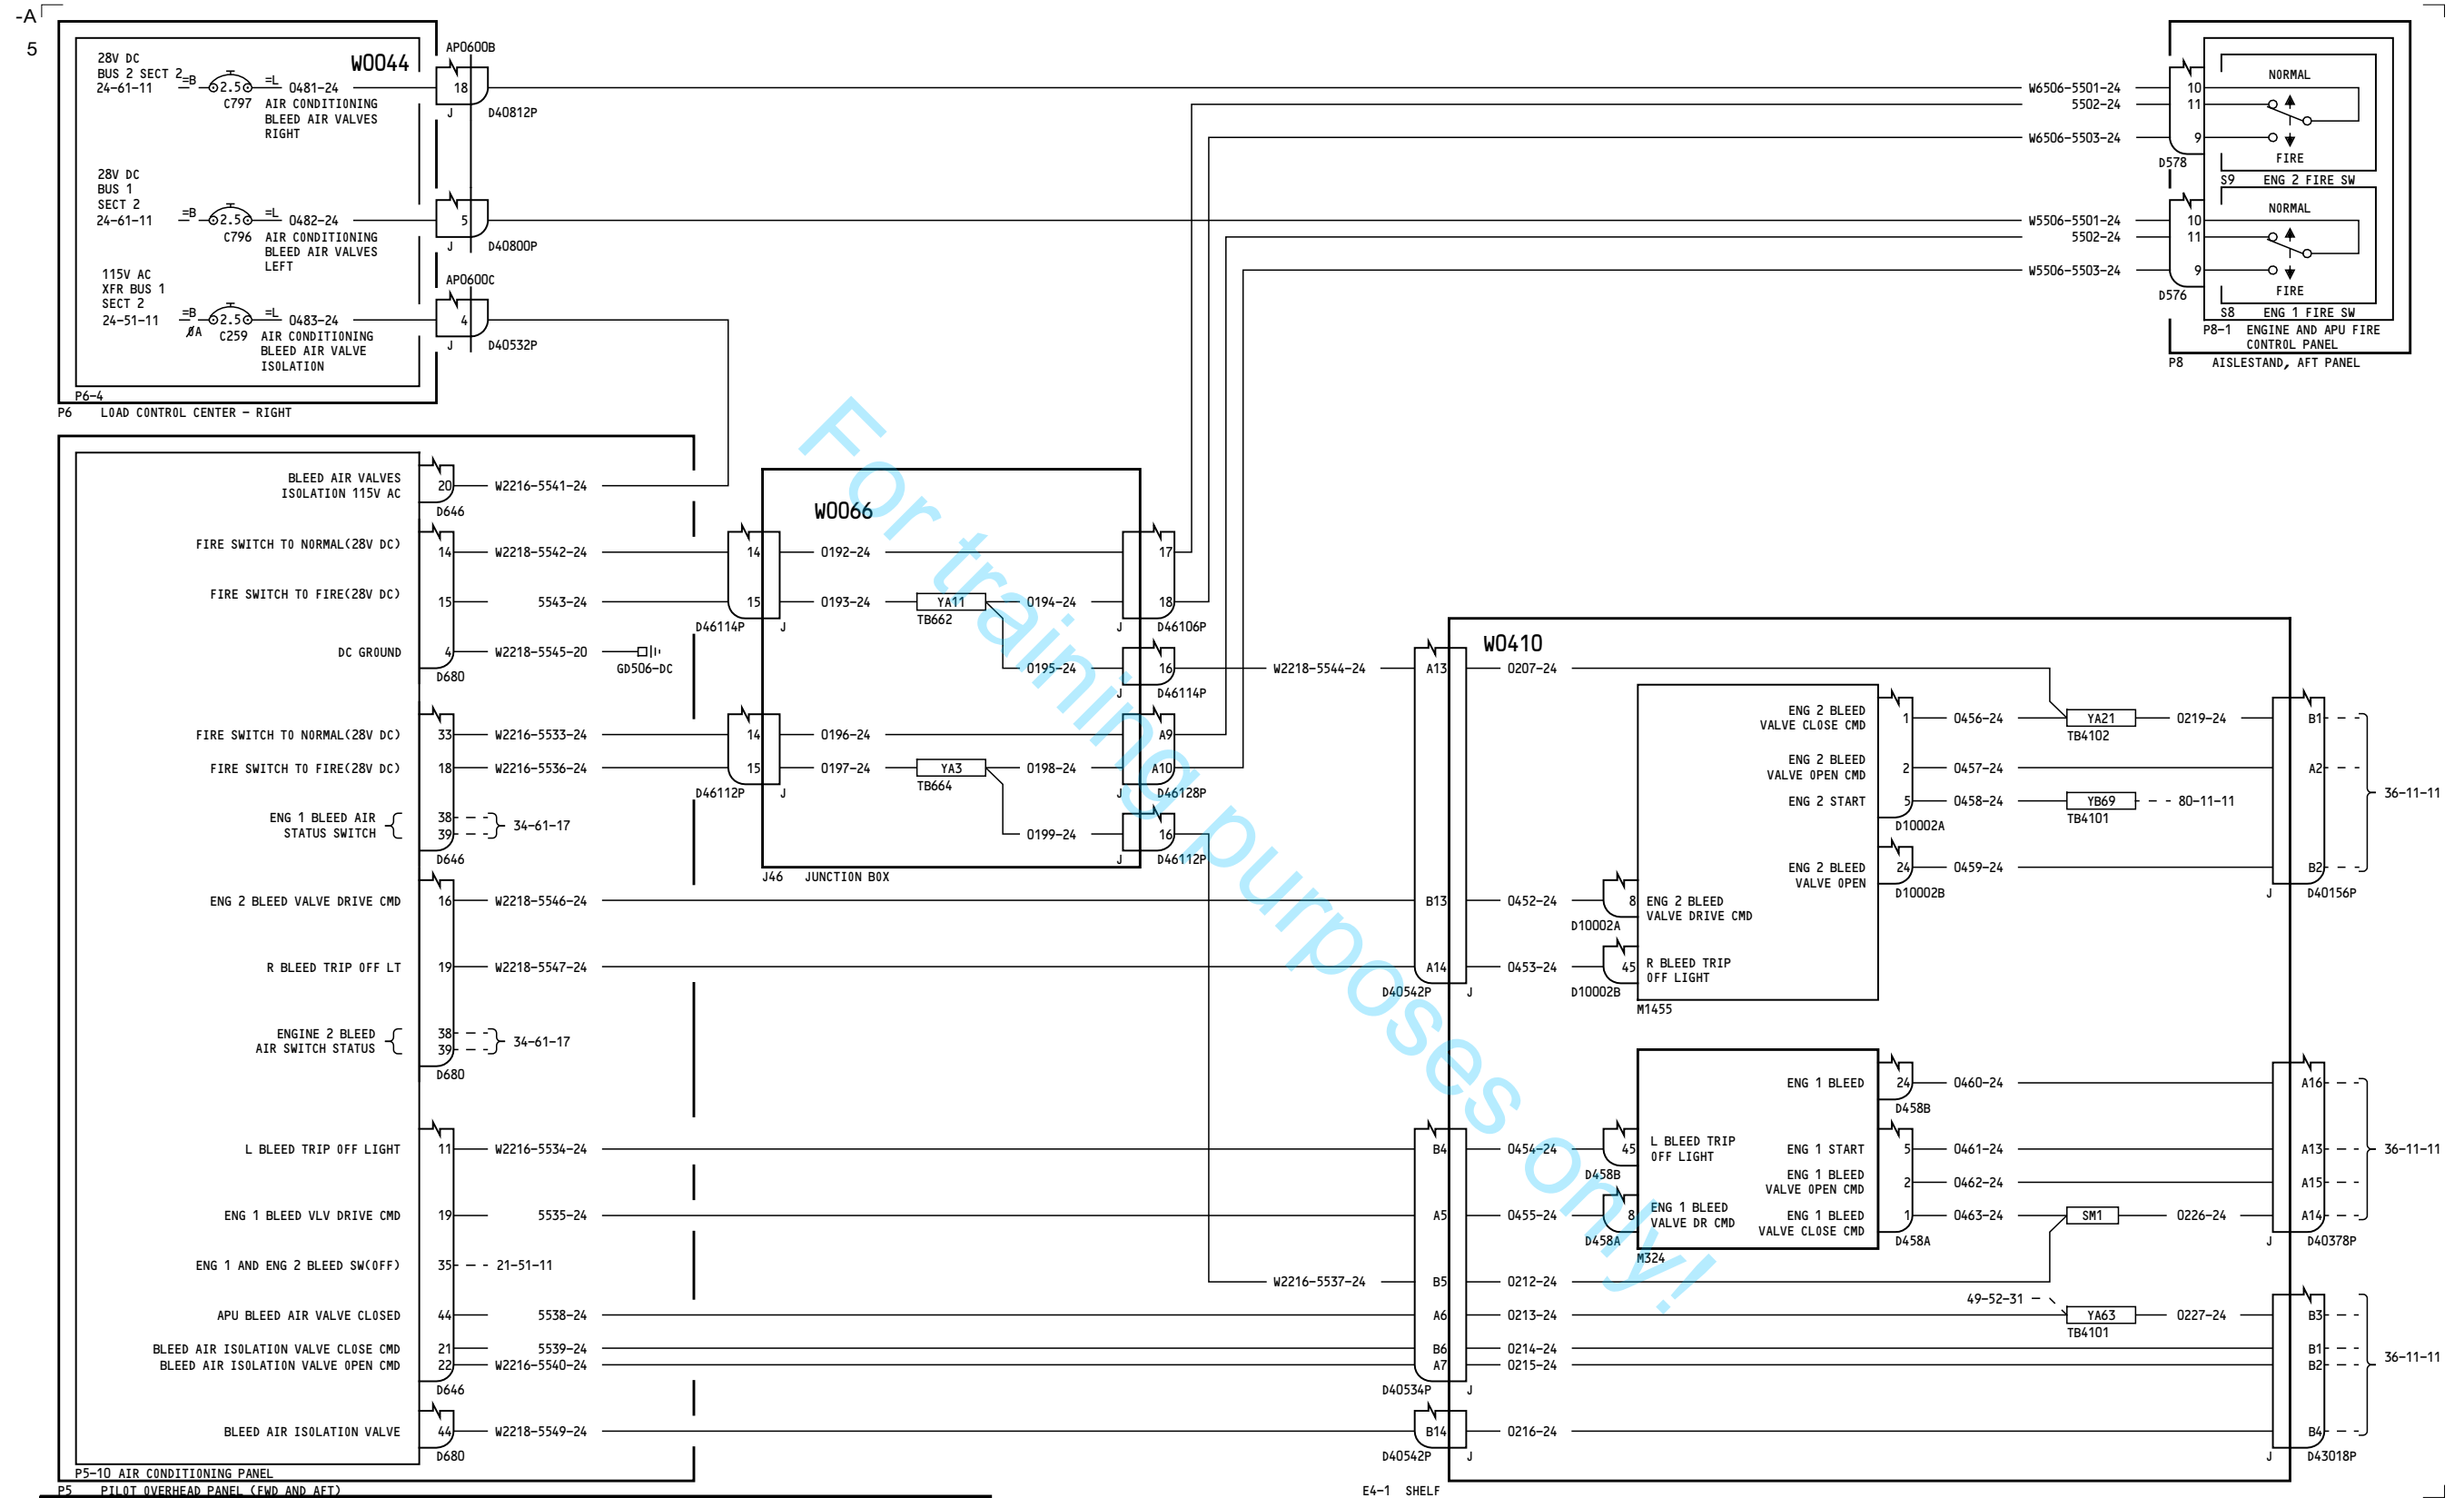 -A
5
28V DC
BUS 2 SECT 2
24-61-11
=B
2.5
=L
0481-24
C797
AIR CONDITIONING
BLEED AIR VALVES
RIGHT
W0044
AP0600B
18
J
D40812P
28V DC
BUS 1
SECT 2
24-61-11
=B
2.5
=L
0482-24
C796
AIR CONDITIONING
BLEED AIR VALVES
LEFT
5
J
D40800P
115V AC
XFR BUS 1
SECT 2
24-51-11
=B
ØA
2.5
=L
0483-24
C259
AIR CONDITIONING
BLEED AIR VALVE
ISOLATION
AP0600C
4
J
D40532P
P6-4
P6 LOAD CONTROL CENTER - RIGHT
W6506-5501-24
5502-24
W6506-5503-24
10
11
9
D578
NORMAL
FIRE
S9 ENG 2 FIRE SW
W5506-5501-24
5502-24
W5506-5503-24
10
11
9
D576
NORMAL
FIRE
S8 ENG 1 FIRE SW
P8-1 ENGINE AND APU FIRE
CONTROL PANEL
P8 AISLESTAND, AFT PANEL
BLEED AIR VALVES
ISOLATION 115V AC
20
W2216-5541-24
D646
FIRE SWITCH TO NORMAL(28V DC)
14
W2218-5542-24
FIRE SWITCH TO FIRE(28V DC)
15
5543-24
DC GROUND
4
W2218-5545-20
GD506-DC
D680
FIRE SWITCH TO NORMAL(28V DC)
33
W2216-5533-24
FIRE SWITCH TO FIRE(28V DC)
18
W2216-5536-24
ENG 1 BLEED AIR
STATUS SWITCH
38
39
34-61-17
D646
ENG 2 BLEED VALVE DRIVE CMD
16
W2218-5546-24
R BLEED TRIP OFF LT
19
W2218-5547-24
ENGINE 2 BLEED
AIR SWITCH STATUS
38
39
34-61-17
D680
L BLEED TRIP OFF LIGHT
11
W2216-5534-24
ENG 1 BLEED VLV DRIVE CMD
19
5535-24
ENG 1 AND ENG 2 BLEED SW(OFF)
35
21-51-11
APU BLEED AIR VALVE CLOSED
44
5538-24
BLEED AIR ISOLATION VALVE CLOSE CMD
21
5539-24
BLEED AIR ISOLATION VALVE OPEN CMD
22
W2216-5540-24
D646
BLEED AIR ISOLATION VALVE
44
W2218-5549-24
D680
P5-10 AIR CONDITIONING PANEL
P5 PILOT OVERHEAD PANEL (FWD AND AFT)
W0066
14
0192-24
17
15
0193-24
YA11
TB662
0194-24
18
D46114P
J
J
D46106P
0195-24
16
J
D46114P
14
0196-24
A9
15
0197-24
YA3
TB664
0198-24
A10
D46112P
J
D46128P
0199-24
16
J
D46112P
J46 JUNCTION BOX
W2218-5544-24
W2216-5537-24
W0410
A13
0207-24
B13
0452-24
8
D10002A
ENG 2 BLEED
VALVE DRIVE CMD
A14
0453-24
45
D10002B
R BLEED TRIP
OFF LIGHT
D40542P
J
M1455
ENG 2 BLEED
VALVE CLOSE CMD
1
0456-24
YA21
TB4102
0219-24
B1
ENG 2 BLEED
VALVE OPEN CMD
2
0457-24
A2
ENG 2 START
5
0458-24
YB69
TB4101
80-11-11
D10002A
36-11-11
ENG 2 BLEED
VALVE OPEN
24
0459-24
B2
D10002B
J
D40156P
B4
0454-24
45
D458B
L BLEED TRIP
OFF LIGHT
A5
0455-24
8
D458A
ENG 1 BLEED
VALVE DR CMD
M324
ENG 1 BLEED
24
0460-24
A16
D458B
ENG 1 START
5
0461-24
A13
36-11-11
ENG 1 BLEED
VALVE OPEN CMD
2
0462-24
A15
ENG 1 BLEED
VALVE CLOSE CMD
1
0463-24
SM1
0226-24
A14
D458A
J
D40378P
B5
0212-24
49-52-31
A6
0213-24
YA63
TB4101
0227-24
B3
B6
0214-24
B1
A7
0215-24
B2
36-11-11
D40534P
J
B14
0216-24
B4
D40542P
J
J
D43018P
E4-1 SHELF
For training purposes only!